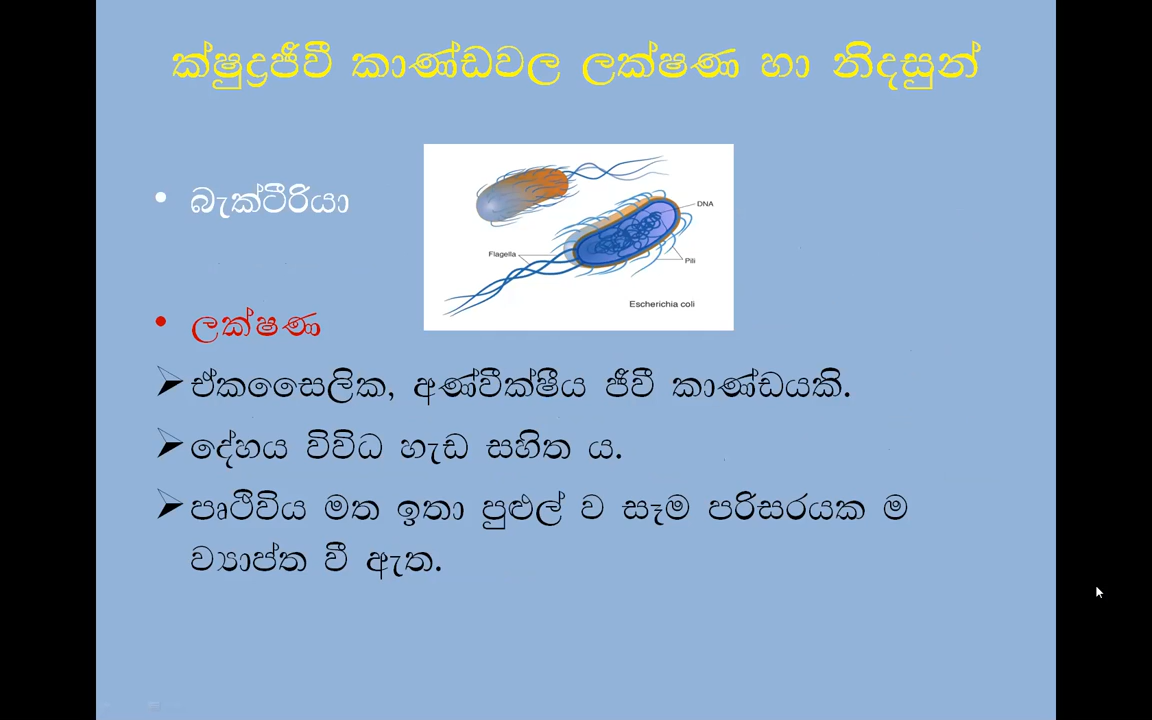 ක්ෂුද්‍රජීවී කාණ්ඩවල ලක්ෂණ හා නිදසුන්
• බැක්ටීරියා
DNA
Flagella
Pili
Escherichia coli
• ලක්ෂණ
➢ ඒකසෛලික, අණ්වීක්ෂීය ජීවී කාණ්ඩයකි.
➢ දේහය විවිධ හැඩ සහිත ය.
➢ පෘථිවිය මත ඉතා පුළුල් ව සෑම පරිසරයක ම
ව්‍යාප්ත වී ඇත.